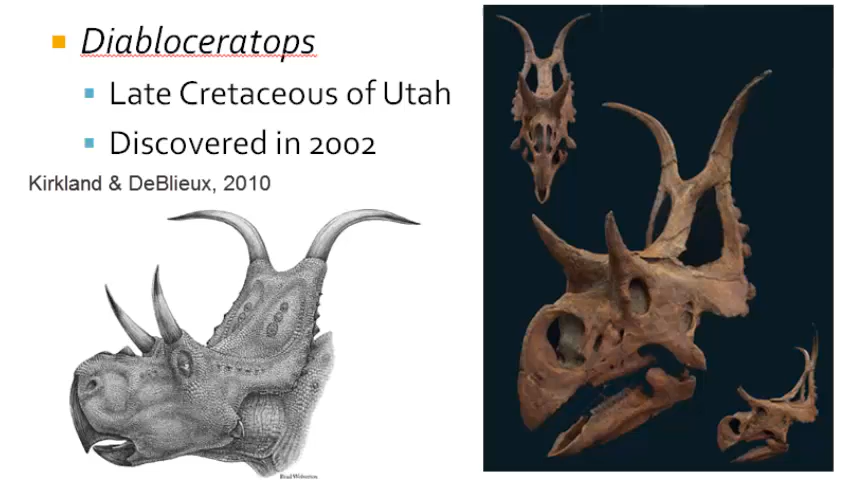 Diabloceratops
Late Cretaceous of Utah
Discovered in 2002
Kirkland & DeBlieux, 2010